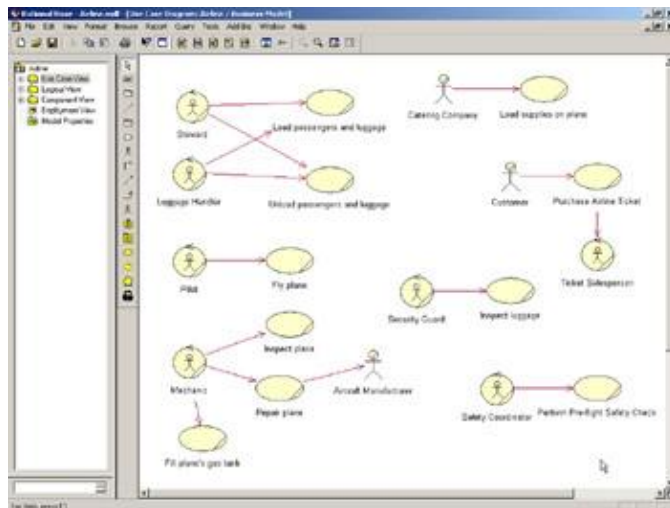 Rational Rose - Airline.mdl - [Use Case Diagram: Airline / Business Model]
File Edit View Format Browse Report Query Tools Add-Ins Window Help
Airline
Use Case View
Logical View
Component View
Deployment View
Model Properties
Steward
Load passengers and luggage
Catering Company
Load supplies on plane
Luggage Handler
Unload passengers and luggage
Customer
Purchase Airline Ticket
Pilot
Fly plane
Ticket Salesperson
Security Guard
Inspect luggage
Inspect plane
Mechanic
Repair plane
Aircraft Manufacturer
Safety Coordinator
Perform Pre-flight Safety Check
Fill plane's gas tank